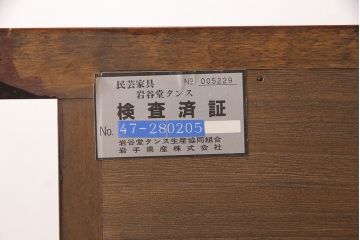 民芸家具 № 005229
岩谷堂タンス
検査済証
No. 47-280205
岩谷堂タンス生産協同組合
岩手県産株式会社